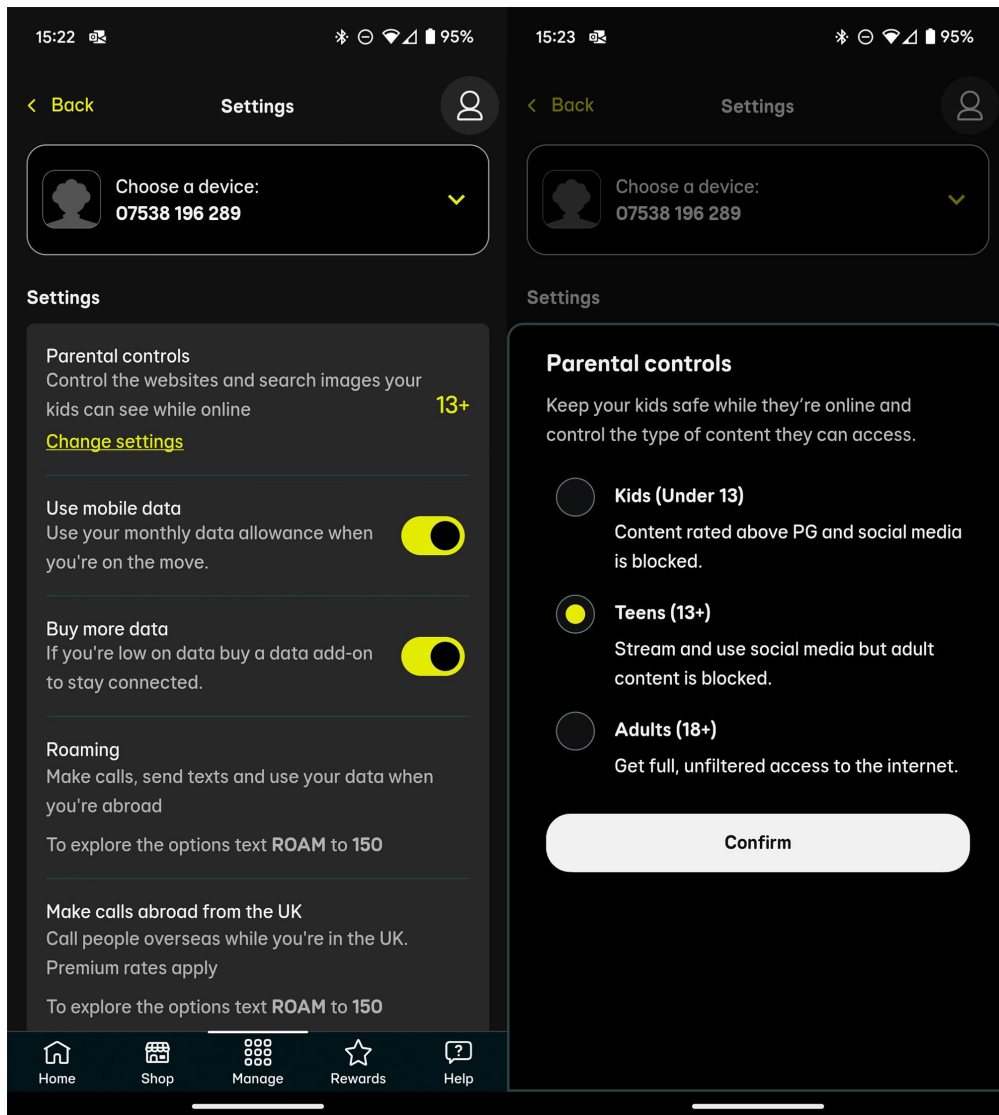 15:22
95%
Back
Settings
Choose a device:
07538 196 289
Settings
Parental controls
Control the websites and search images your
kids can see while online
13+
Change settings
Use mobile data
Use your monthly data allowance when
you're on the move.
Buy more data
If you're low on data buy a data add-on
to stay connected.
Roaming
Make calls, send texts and use your data when
you're abroad
To explore the options text ROAM to 150
Make calls abroad from the UK
Call people overseas while you're in the UK.
Premium rates apply
To explore the options text ROAM to 150
Home
Shop
Manage
Rewards
Help
15:23
95%
Back
Settings
Choose a device:
07538 196 289
Settings
Parental controls
Keep your kids safe while they’re online and
control the type of content they can access.
Kids (Under 13)
Content rated above PG and social media
is blocked.
Teens (13+)
Stream and use social media but adult
content is blocked.
Adults (18+)
Get full, unfiltered access to the internet.
Confirm